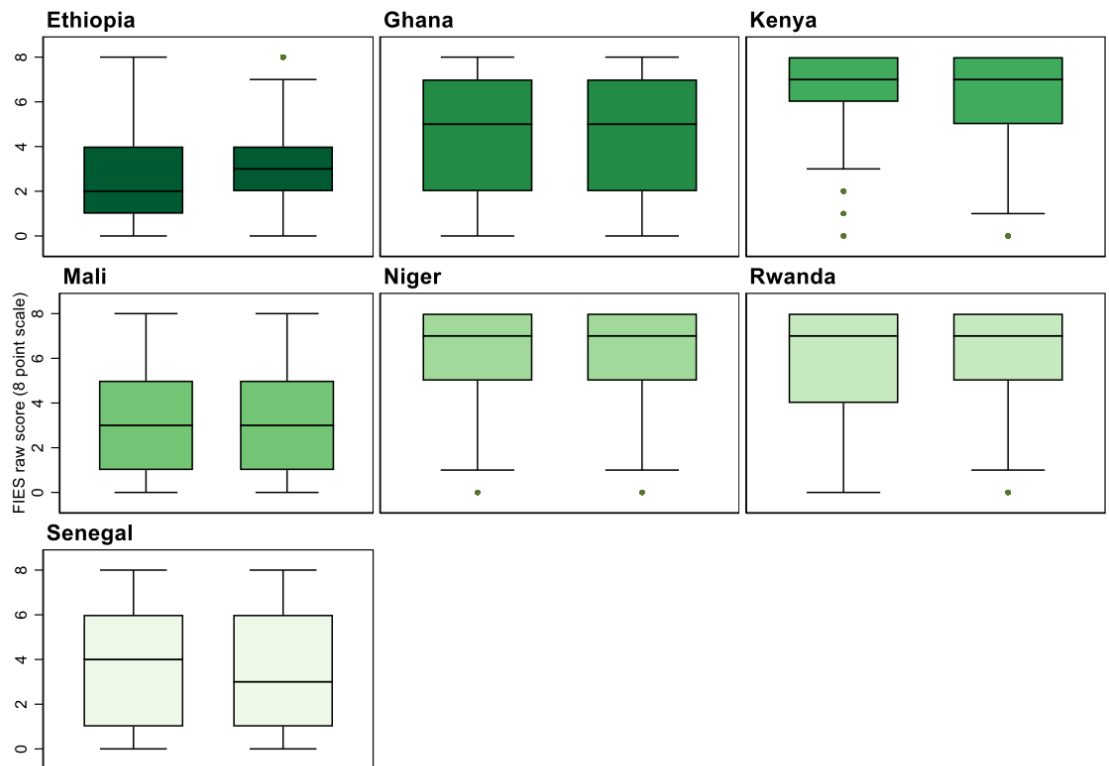 Ethiopia
Ghana
Kenya
8
6
4
2
0
Mali
Niger
Rwanda
FIES raw score (8 point scale)
8
6
4
2
0
Senegal
8
6
4
2
0